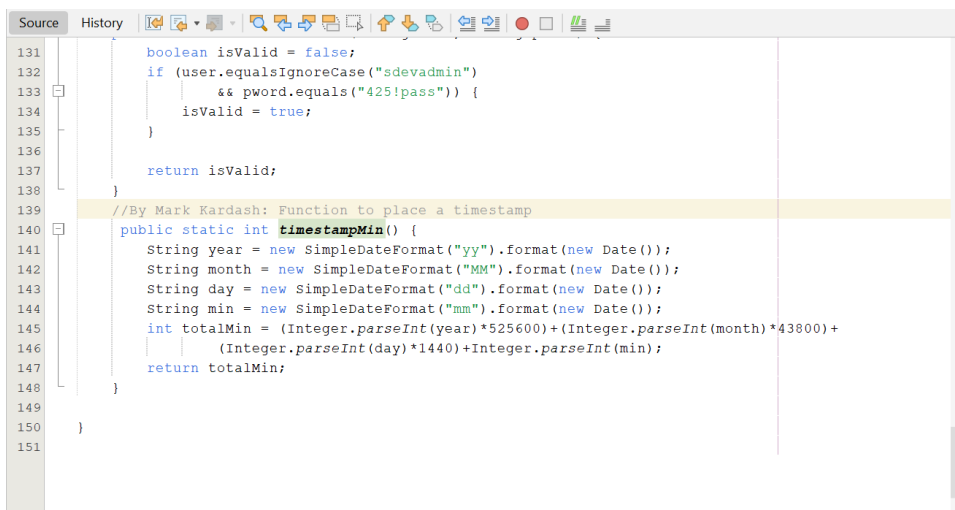 Source History
131 boolean isValid = false;
132 if (user.equalsIgnoreCase("sdevadmin")
133 && pword.equals("425!pass")) {
134 isValid = true;
135 }
136
137 return isValid;
138 }
139 //By Mark Kardash: Function to place a timestamp
140 public static int timestampMin() {
141 String year = new SimpleDateFormat("yy").format(new Date());
142 String month = new SimpleDateFormat("MM").format(new Date());
143 String day = new SimpleDateFormat("dd").format(new Date());
144 String min = new SimpleDateFormat("mm").format(new Date());
145 int totalMin = (Integer.parseInt(year)*525600)+(Integer.parseInt(month)*43800)+
146 (Integer.parseInt(day)*1440)+Integer.parseInt(min);
147 return totalMin;
148 }
149
150 }
151